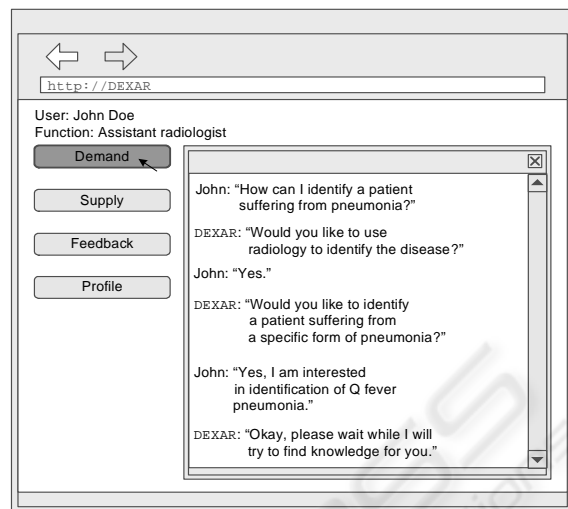 http://DEXAR
User: John Doe
Function: Assistant radiologist
Demand
Supply
Feedback
Profile
John: “How can I identify a patient
suffering from pneumonia?”
DEXAR: “Would you like to use
radiology to identify the disease?”
John: “Yes.”
DEXAR: “Would you like to identify
a patient suffering from
a specific form of pneumonia?”
John: “Yes, I am interested
in identification of Q fever
pneumonia.”
DEXAR: “Okay, please wait while I will
try to find knowledge for you.”